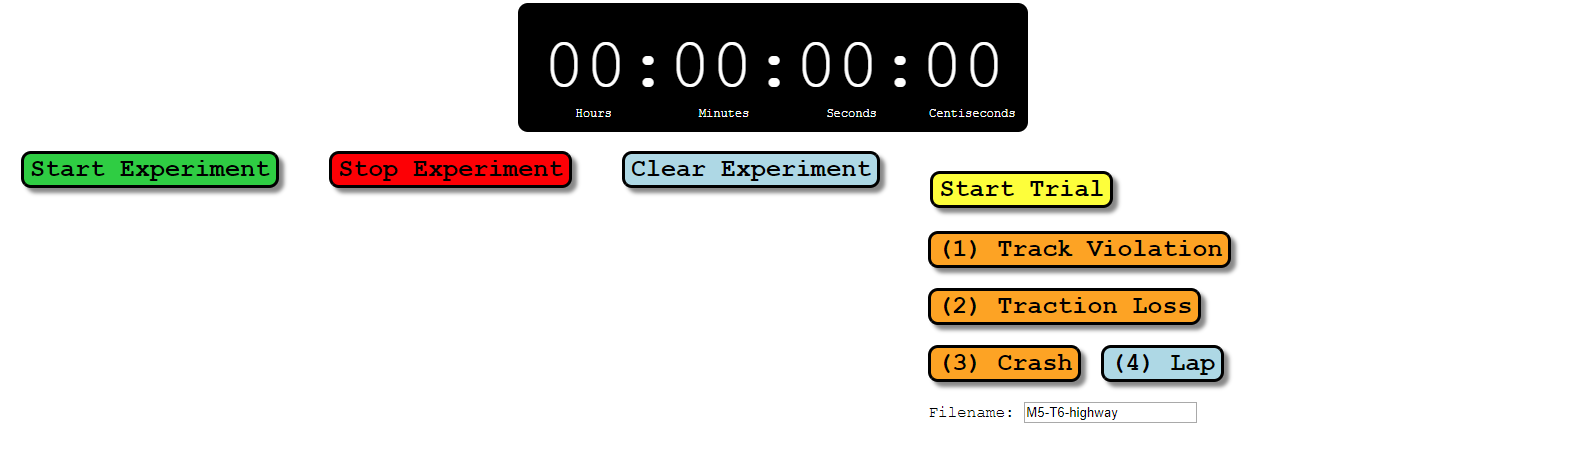 00:00:00:00
Hours Minutes Seconds Centiseconds
Start Experiment Stop Experiment Clear Experiment
Start Trial
(1) Track Violation
(2) Traction Loss
(3) Crash (4) Lap
Filename: M5-T6-highway